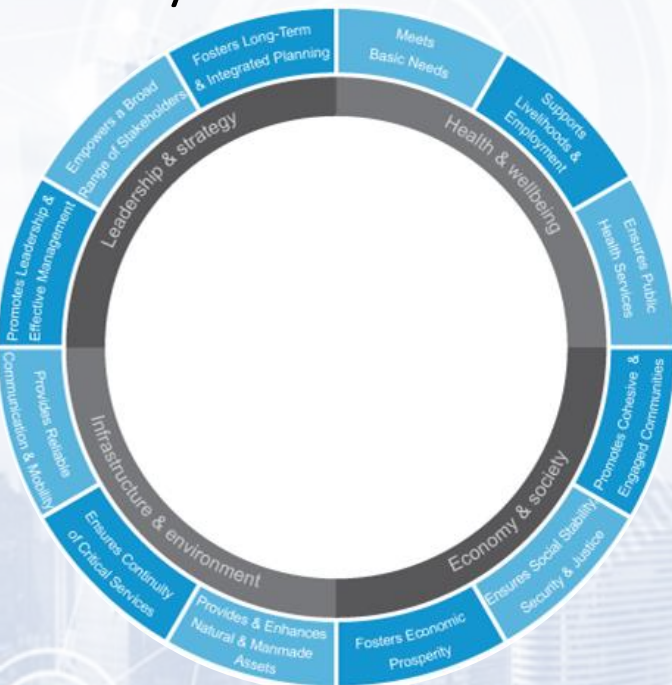 Meets
Basic Needs
Supports
Livelihoods &
Employment
Ensures Public
Health Services
Promotes Cohesive &
Engaged Communities
Ensures Social Stability,
Security & Justice
Fosters Economic
Prosperity
Provides & Enhances
Natural & Manmade
Assets
Ensures Continuity
of Critical Services
Provides Reliable
Communication & Mobility
Promotes Leadership &
Effective Management
Empowers a Broad
Range of Stakeholders
Fosters Long-Term
& Integrated Planning
Health & wellbeing
Economy & society
Infrastructure & environment
Leadership & strategy